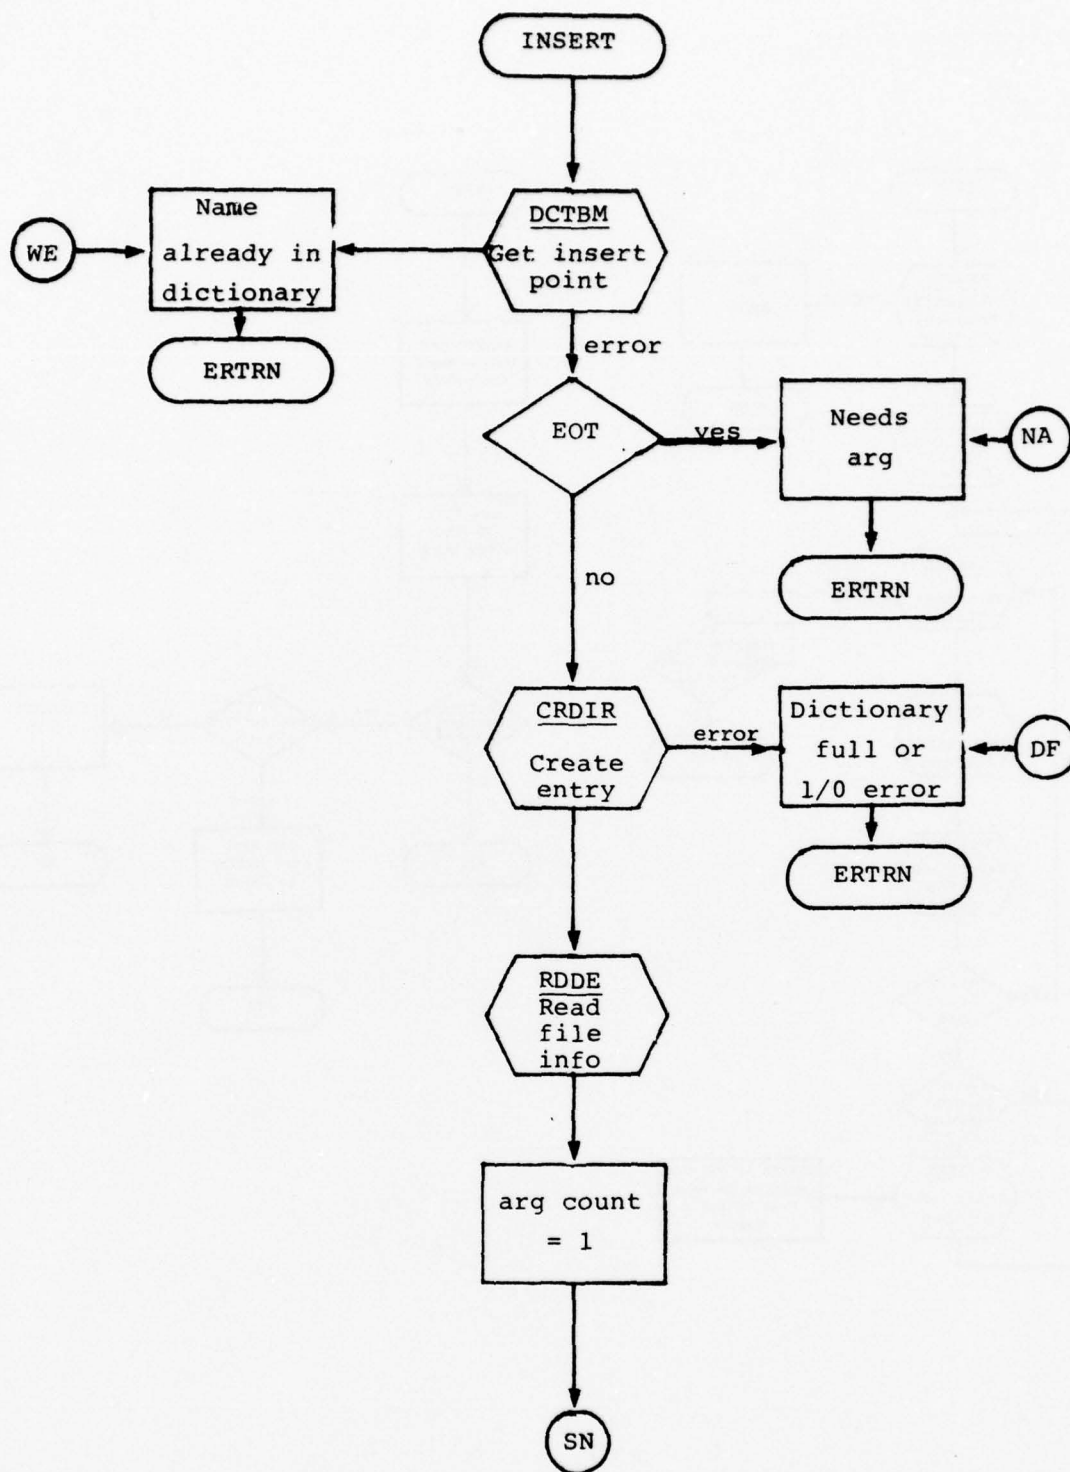 INSERT
DCTBM
Get insert
point
Name
already in
dictionary
WE
ERTRN
error
EOT
yes
Needs
arg
NA
ERTRN
no
CRDIR
Create
entry
error
Dictionary
full or
1/0 error
DF
ERTRN
RDDE
Read
file
info
arg count
= 1
SN